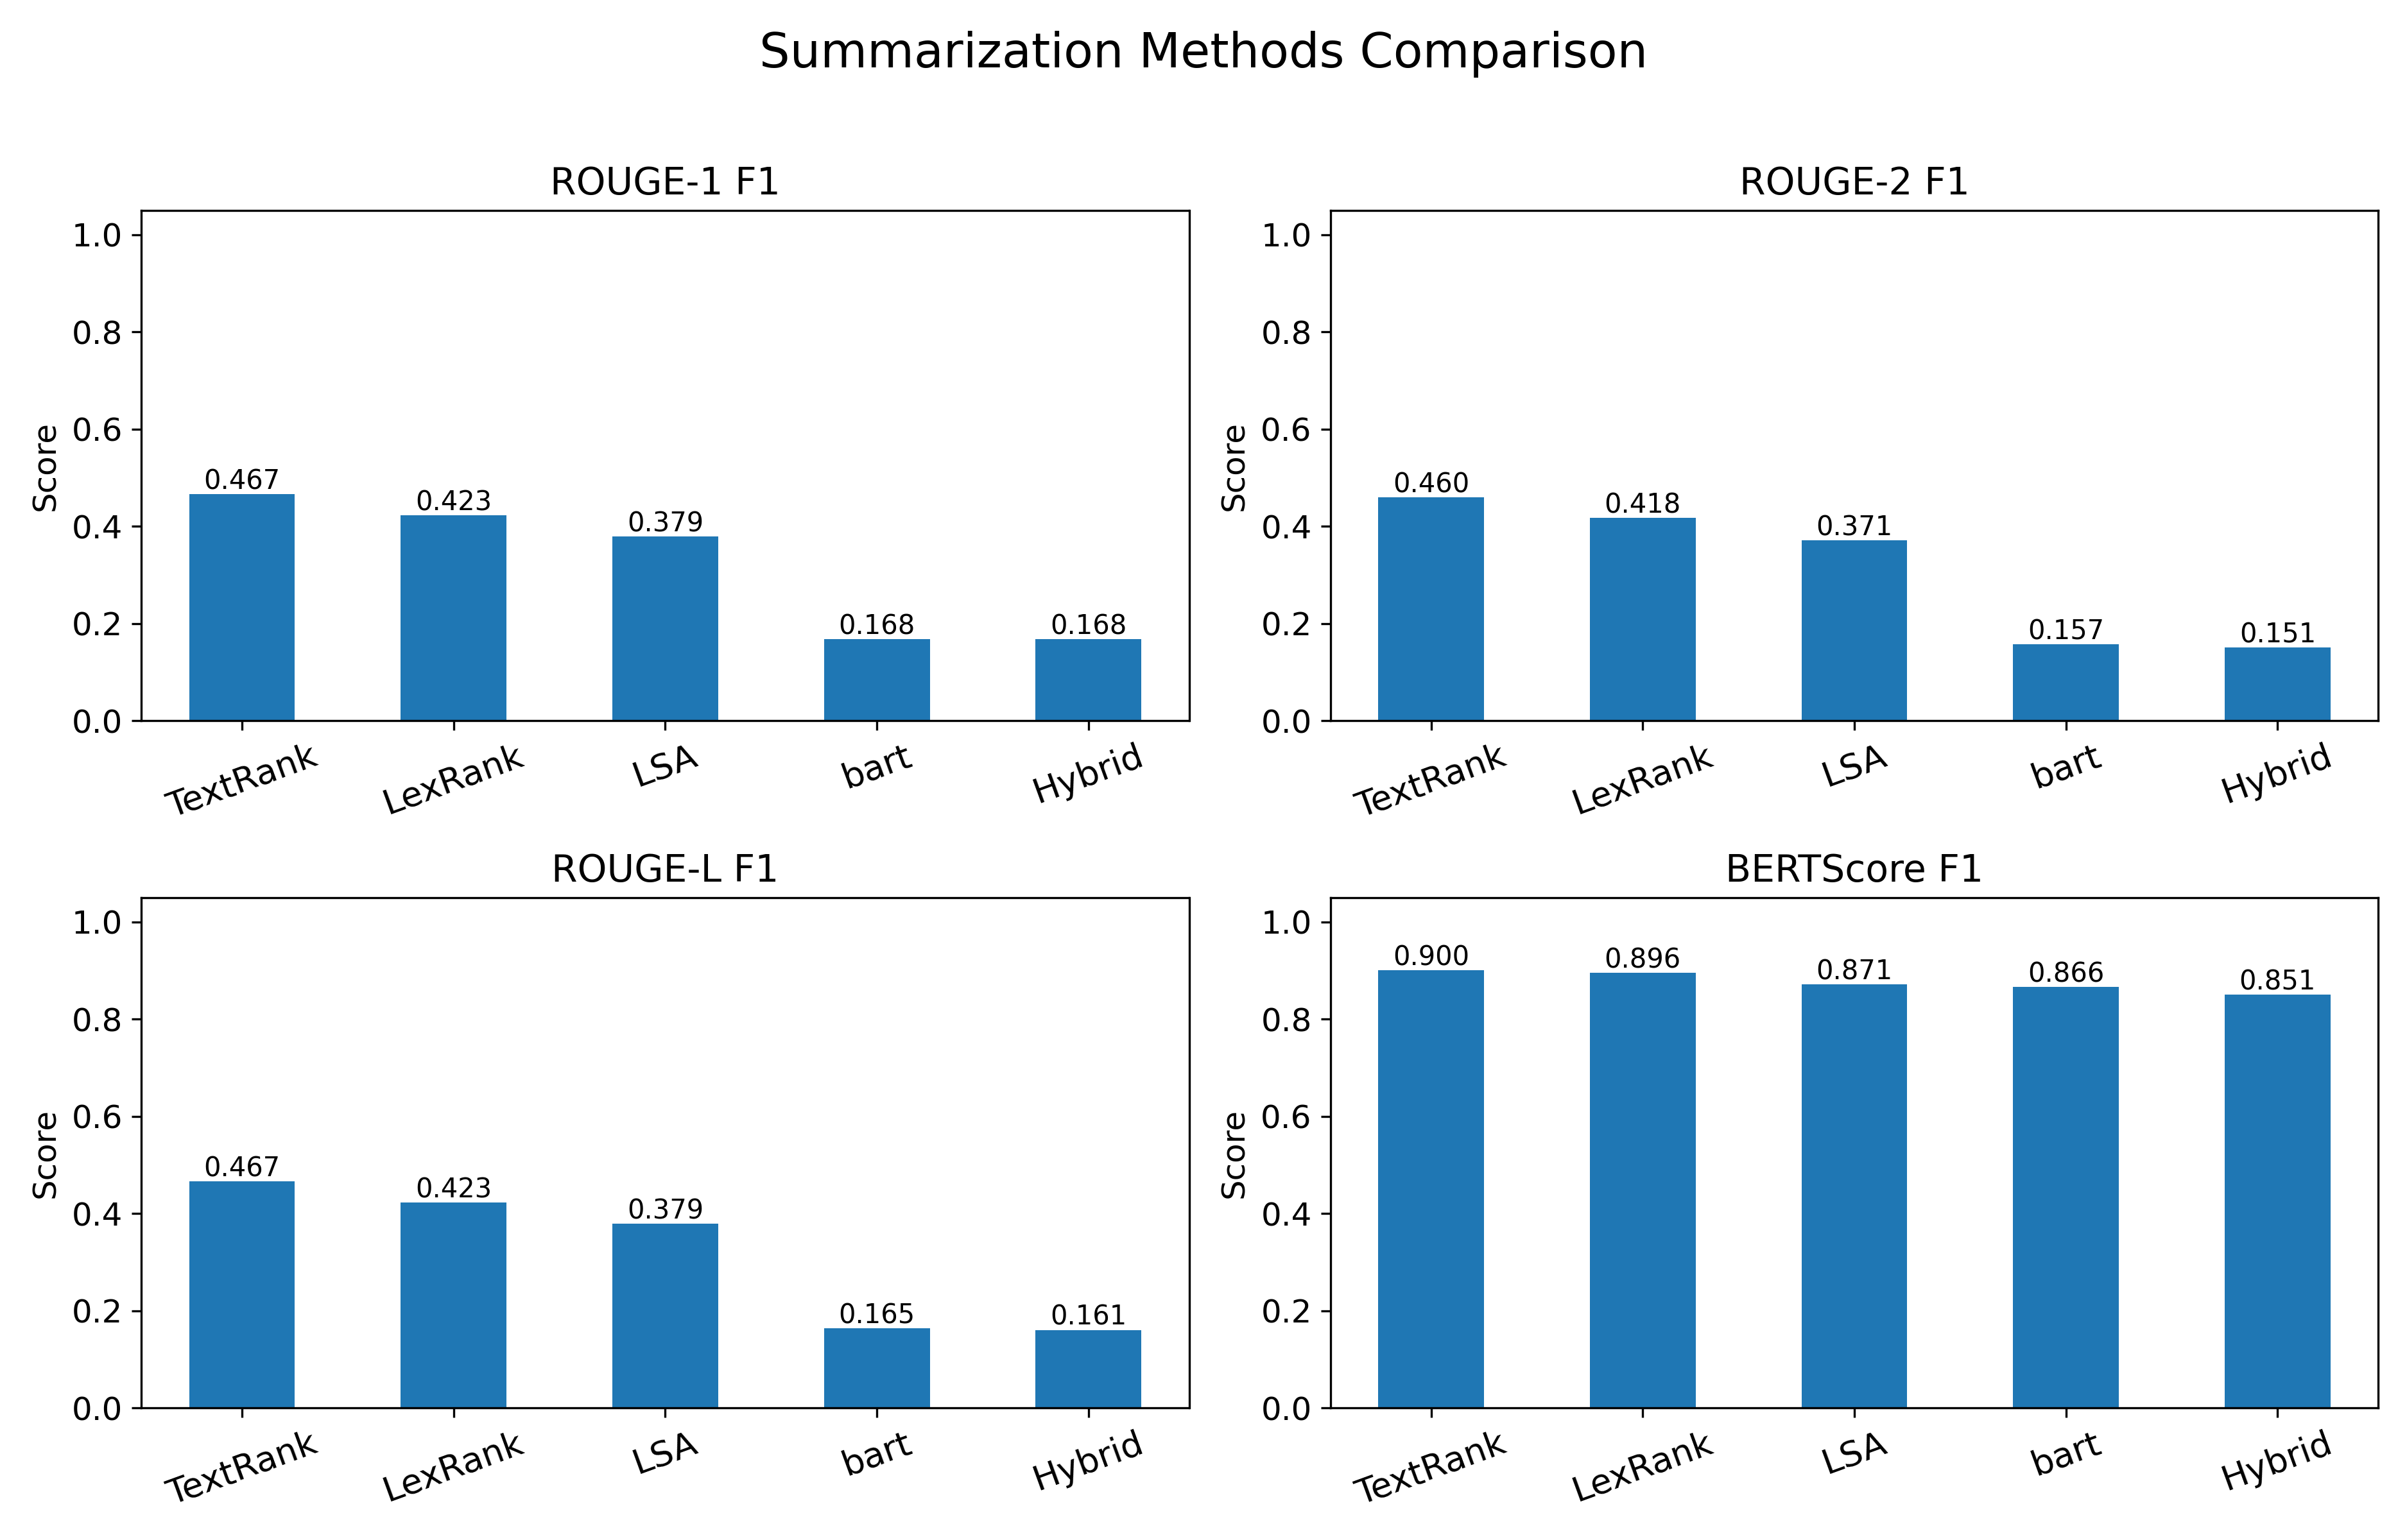 Summarization Methods Comparison
ROUGE-1 F1
Score
1.0
0.8
0.6
0.4
0.2
0.0
0.467
0.423
0.379
0.168
0.168
TextRank
LexRank
LSA
bart
Hybrid
ROUGE-2 F1
Score
1.0
0.8
0.6
0.4
0.2
0.0
0.460
0.418
0.371
0.157
0.151
TextRank
LexRank
LSA
bart
Hybrid
ROUGE-L F1
Score
1.0
0.8
0.6
0.4
0.2
0.0
0.467
0.423
0.379
0.165
0.161
TextRank
LexRank
LSA
bart
Hybrid
BERTScore F1
Score
1.0
0.8
0.6
0.4
0.2
0.0
0.900
0.896
0.871
0.866
0.851
TextRank
LexRank
LSA
bart
Hybrid